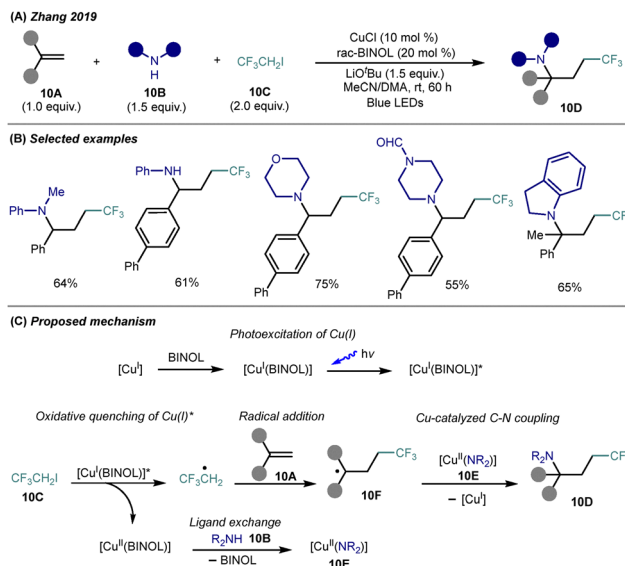 (A) Zhang 2019
10A
(1.0 equiv.)
+
N
H
10B
(1.5 equiv.)
+
CF₃CH₂I
10C
(2.0 equiv.)
CuCl (10 mol %)
rac-BINOL (20 mol %)
LiOᵗBu (1.5 equiv.)
MeCN/DMA, rt, 60 h
Blue LEDs
N
CF₃
10D
(B) Selected examples
Me
Ph N
CF₃
Ph
64%
Ph NH
CF₃
Ph
61%
O
N
CF₃
Ph
75%
OHC
N
N
CF₃
Ph
55%
N
Me
Ph
CF
65%
(C) Proposed mechanism
Photoexcitation of Cu(I)
[Cuᴵ] BINOL [Cuᴵ(BINOL)] hν [Cuᴵ(BINOL)]*
Oxidative quenching of Cu(I)* Radical addition Cu-catalyzed C-N coupling
CF₃CH₂I
10C
[Cuᴵ(BINOL)]*
CF₃CH₂
10A
CF₃
10F
[Cuᴵᴵ(NR₂)]
10E
– [Cuᴵ]
R₂N
CF
10D
Ligand exchange
[Cuᴵᴵ(BINOL)] R₂NH 10B [Cuᴵᴵ(NR₂)]
– BINOL 10E